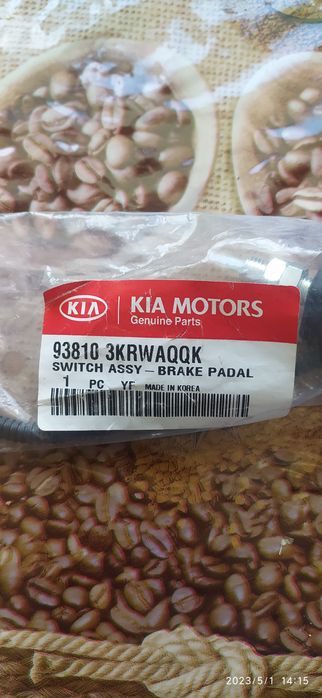 KIA KIA MOTORS
Genuine Parts
93810 3KRWAQQK
SWITCH ASSY – BRAKE PADAL
1 PC YF MADE IN KOREA
2023/5/1 14:15